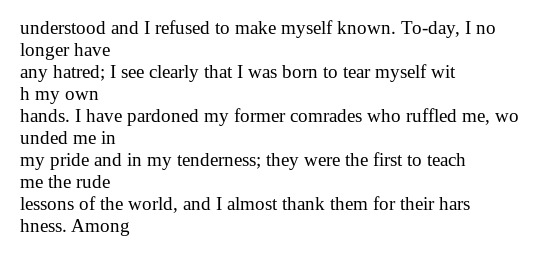 understood and I refused to make myself known. To-day, I no
longer have
any hatred; I see clearly that I was born to tear myself wit
h my own
hands. I have pardoned my former comrades who ruffled me, wo
unded me in
my pride and in my tenderness; they were the first to teach
me the rude
lessons of the world, and I almost thank them for their hars
hness. Among